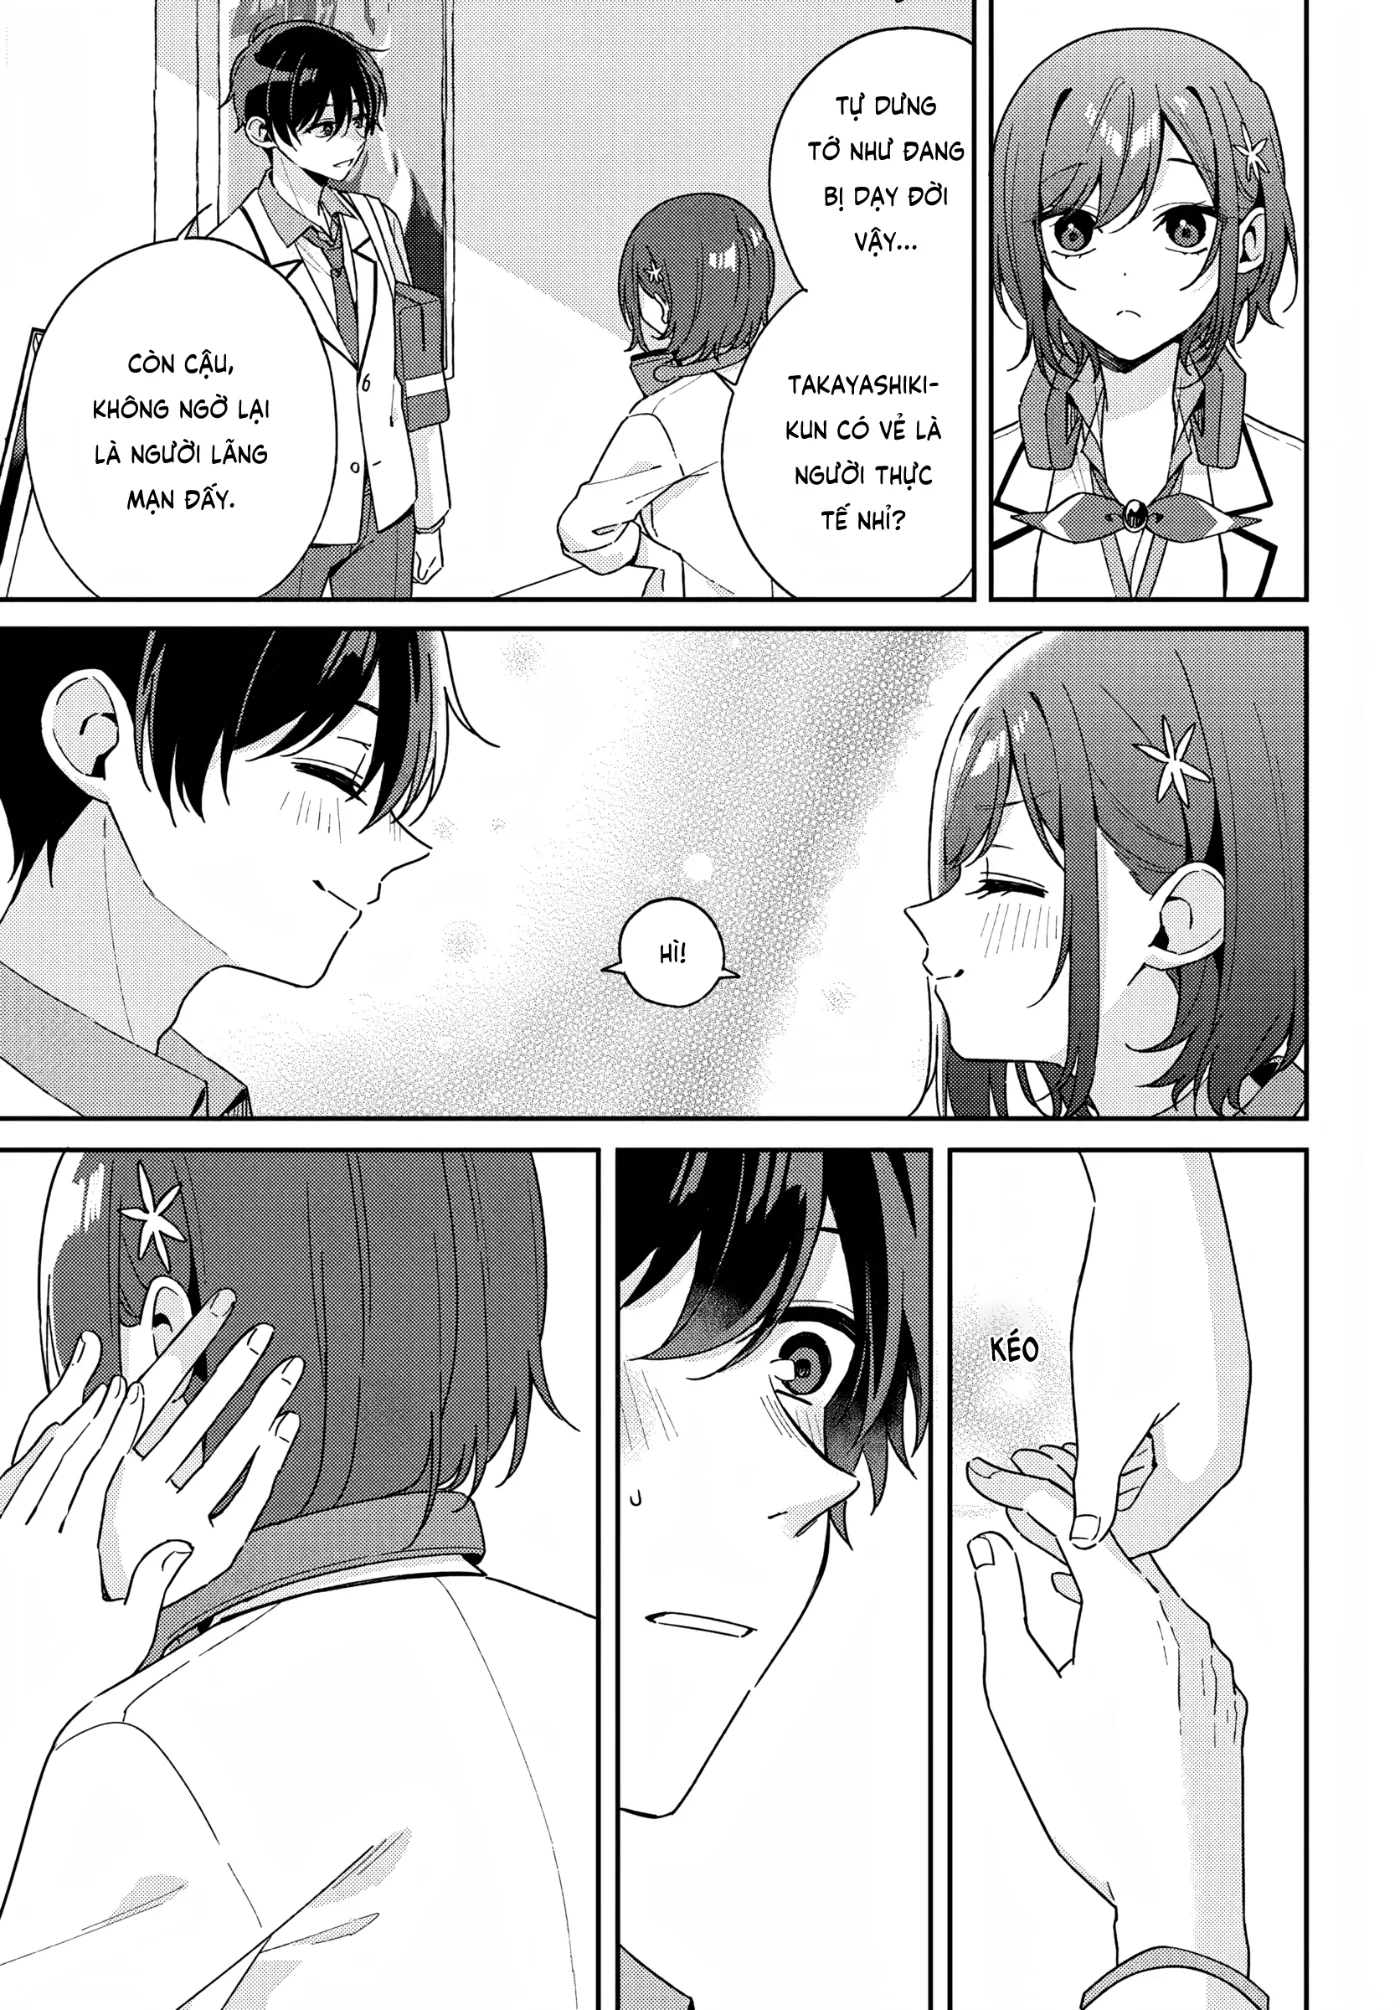 TỰ DƯNG
TỚ NHƯ ĐANG
BỊ DẠY ĐỜI
VẬY...
TAKAYASHIKI-
KUN CÓ VẺ LÀ
NGƯỜI THỰC
TẾ NHỈ?
CÒN CẬU,
KHÔNG NGỜ LẠI
LÀ NGƯỜI LÃNG
MẠN ĐẤY.
HÌ!
KÉO